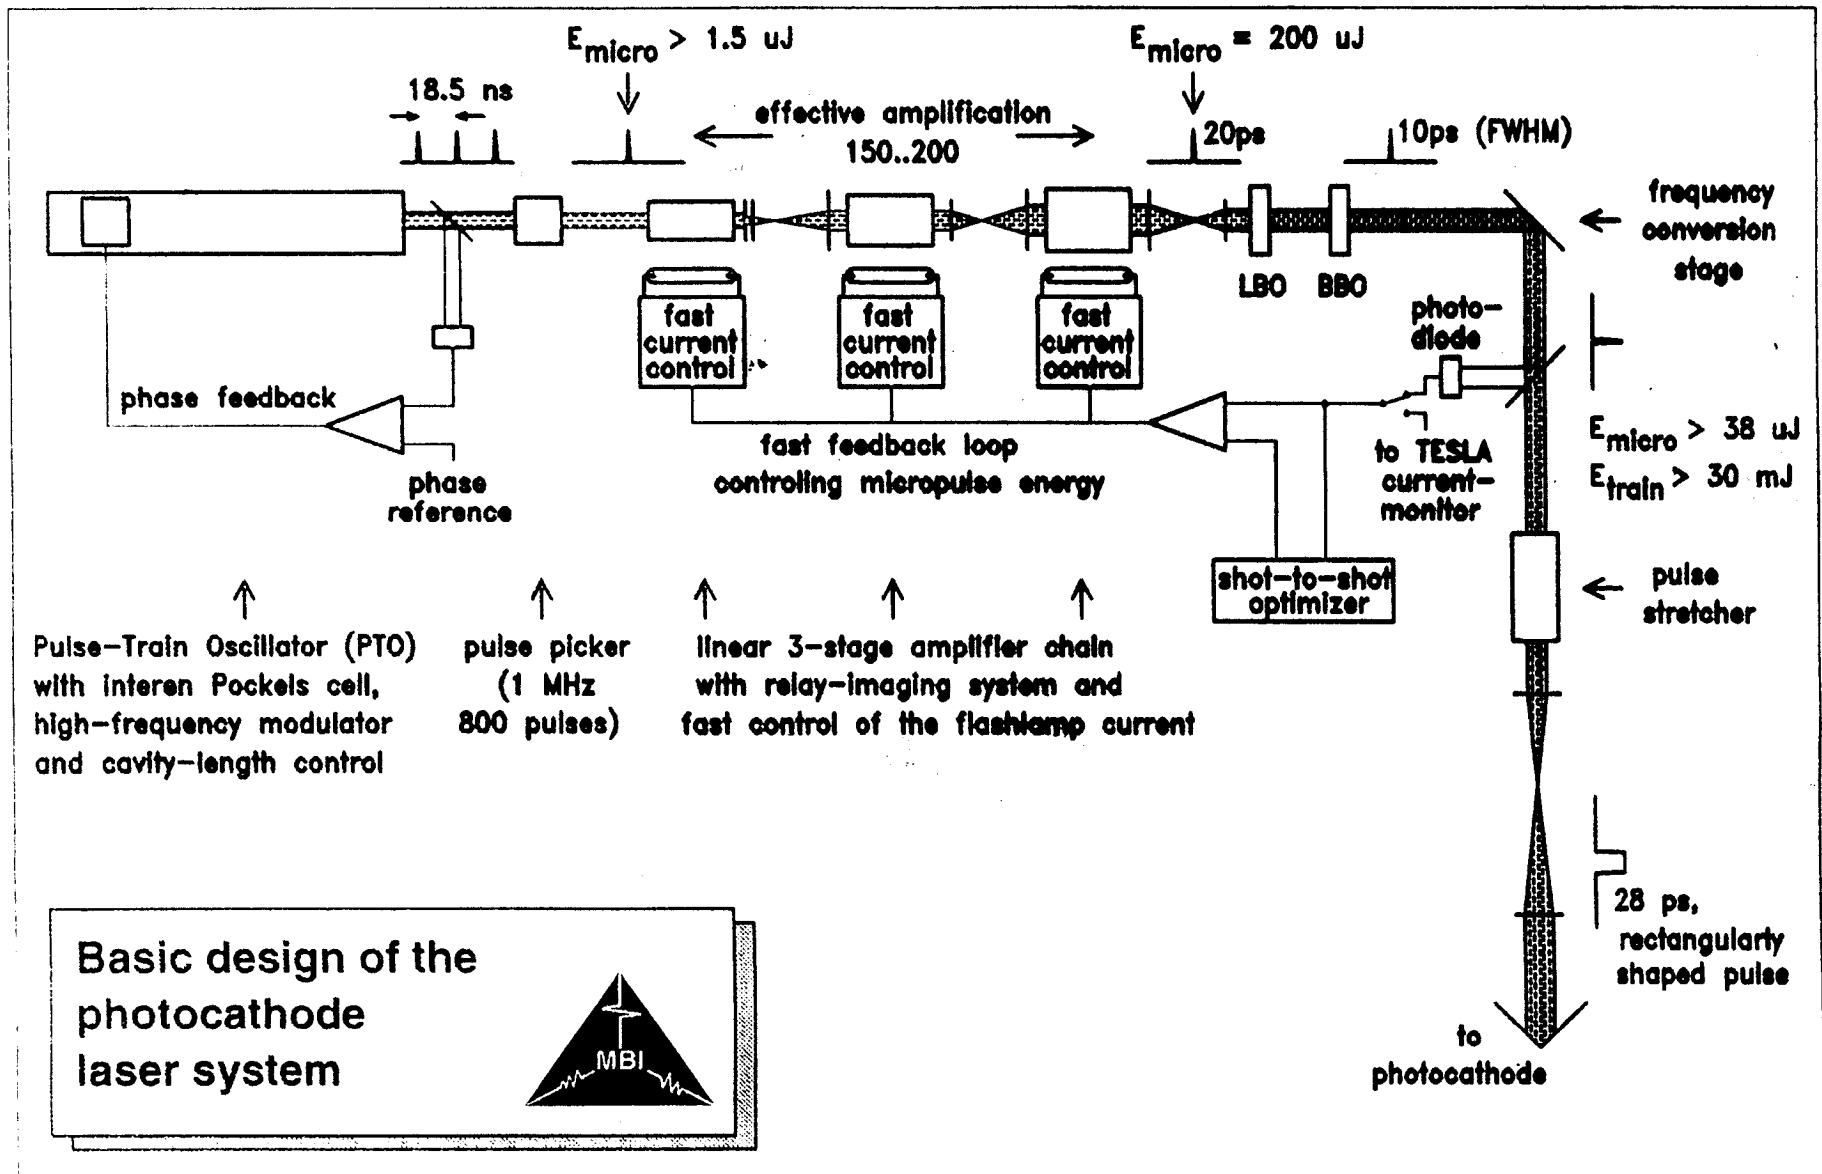 E_micro > 1.5 uJ
E_micro = 200 uJ
18.5 ns
effective amplification
150..200
20ps
10ps (FWHM)
frequency
conversion
stage
LBO
BBO
photo-
diode
fast
current
control
fast
current
control
fast
current
control
phase feedback
phase
reference
fast feedback loop
controling micropulse energy
to TESLA
current-
monitor
E_micro > 38 uJ
E_train > 30 mJ
shot-to-shot
optimizer
pulse
stretcher
Pulse-Train Oscillator (PTO)
with interen Pockels cell,
high-frequency modulator
and cavity-length control
pulse picker
(1 MHz
800 pulses)
linear 3-stage amplifier chain
with relay-imaging system and
fast control of the flashlamp current
28 ps,
rectangularly
shaped pulse
to
photocathode
Basic design of the
photocathode
laser system
MBI